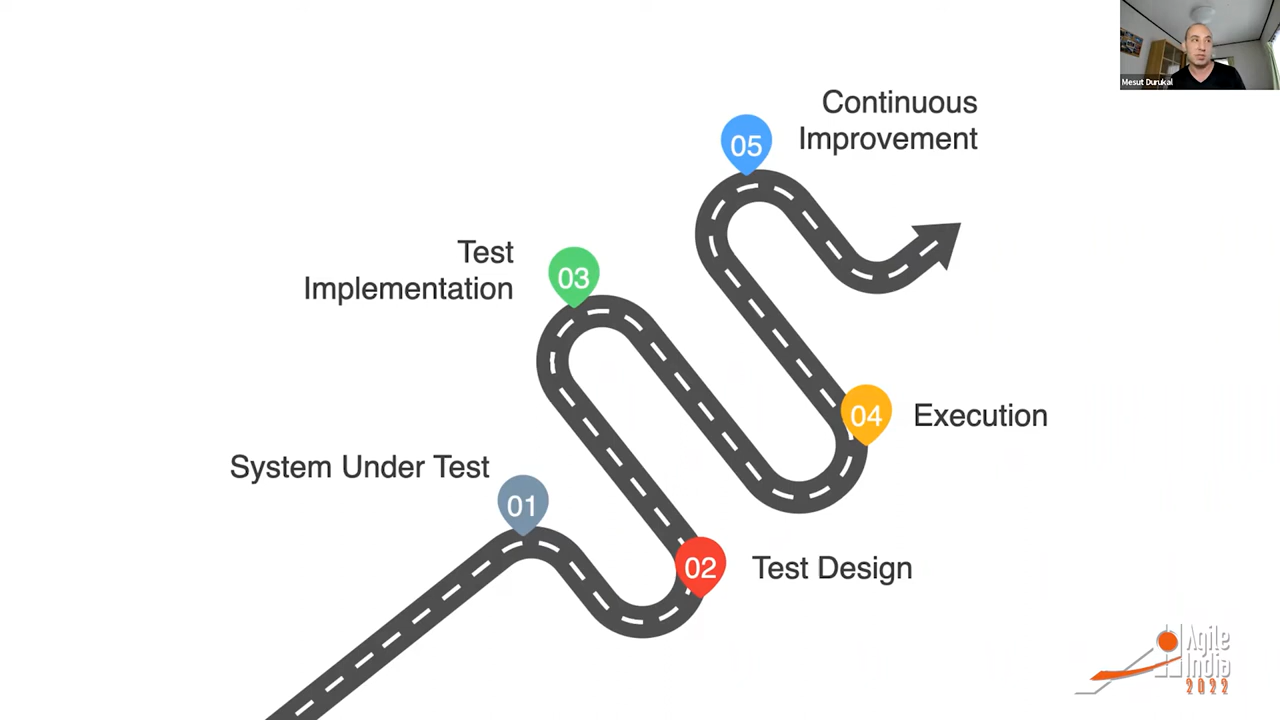 Mesut Durukal
Continuous
Improvement
05
Test
Implementation
03
04
Execution
System Under Test
01
02
Test Design
Agile
India
2022